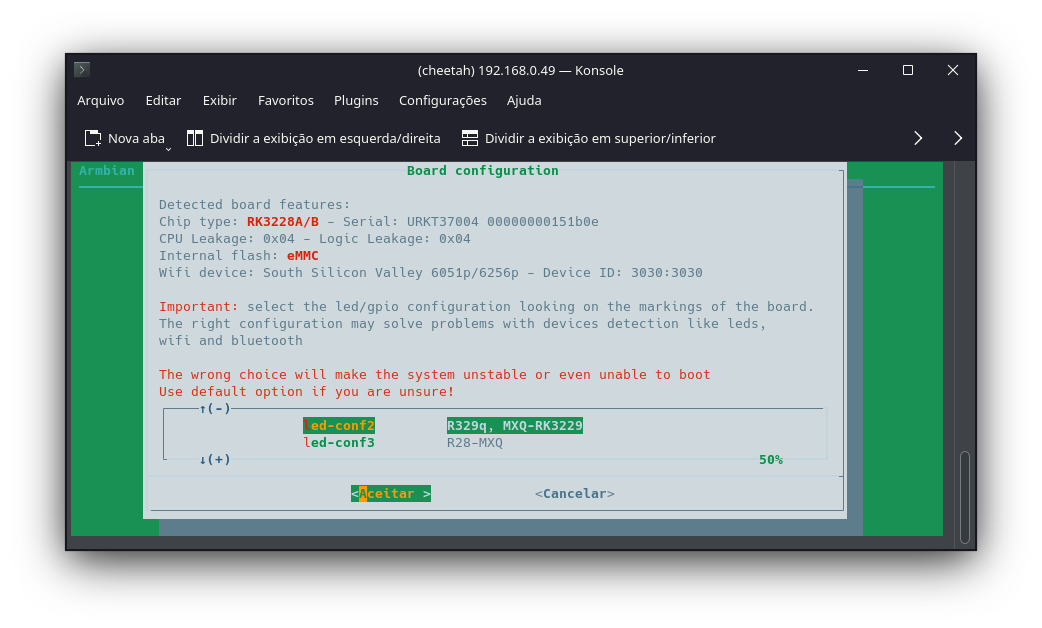 (cheetah) 192.168.0.49 — Konsole
Arquivo Editar Exibir Favoritos Plugins Configurações Ajuda
Nova aba Dividir a exibição em esquerda/direita Dividir a exibição em superior/inferior
Armbian Board configuration
Detected board features:
Chip type: RK3228A/B - Serial: URKT37004 00000000151b0e
CPU Leakage: 0x04 - Logic Leakage: 0x04
Internal flash: eMMC
Wifi device: South Silicon Valley 6051p/6256p - Device ID: 3030:3030
Important: select the led/gpio configuration looking on the markings of the board.
The right configuration may solve problems with devices detection like leds,
wifi and bluetooth
The wrong choice will make the system unstable or even unable to boot
Use default option if you are unsure!
↑(-)
led-conf2 R329q, MXQ-RK3229
led-conf3 R28-MXQ
↓(+) 50%
<Aceitar > <Cancelar>